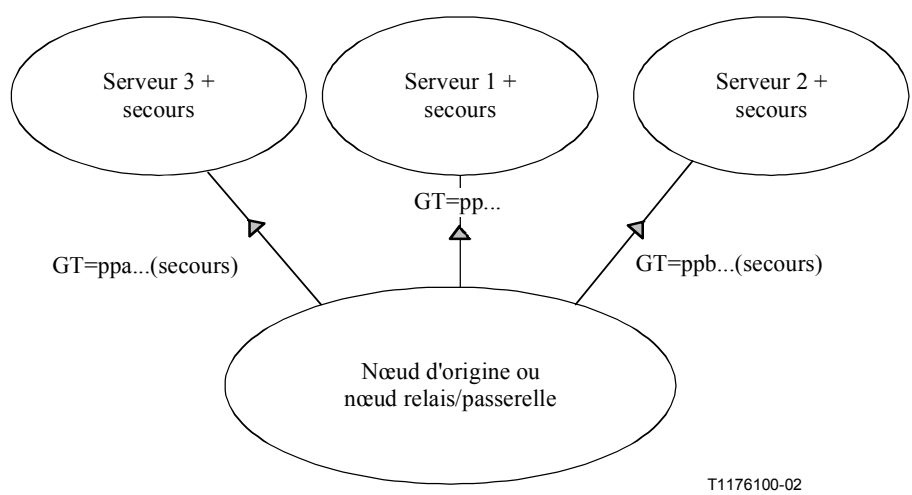 Serveur 3 +
secours
Serveur 1 +
secours
Serveur 2 +
secours
GT=pp...
GT=ppa...(secours)
GT=ppb...(secours)
Nœud d'origine ou
nœud relais/passerelle
T1176100-02